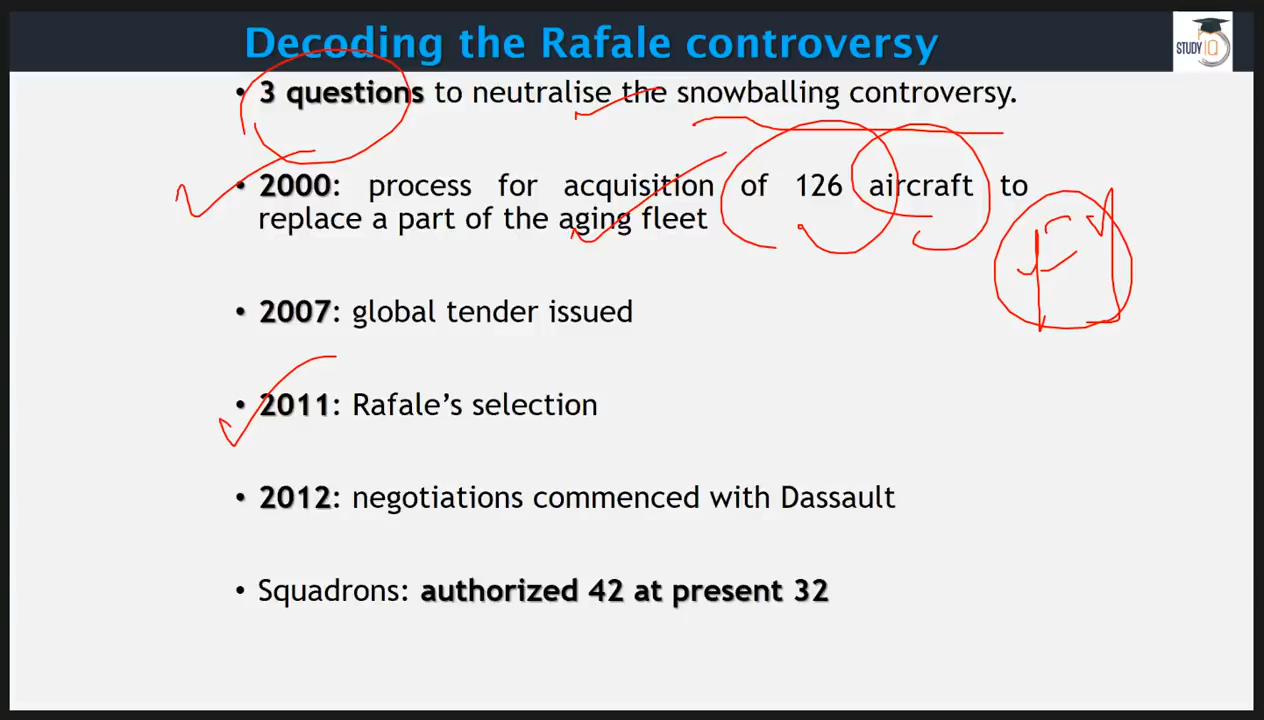 Decoding the Rafale controversy
STUDY IQ
• 3 questions to neutralise the snowballing controversy.
• 2000: process for acquisition of 126 aircraft to
replace a part of the aging fleet
• 2007: global tender issued
• 2011: Rafale’s selection
• 2012: negotiations commenced with Dassault
• Squadrons: authorized 42 at present 32